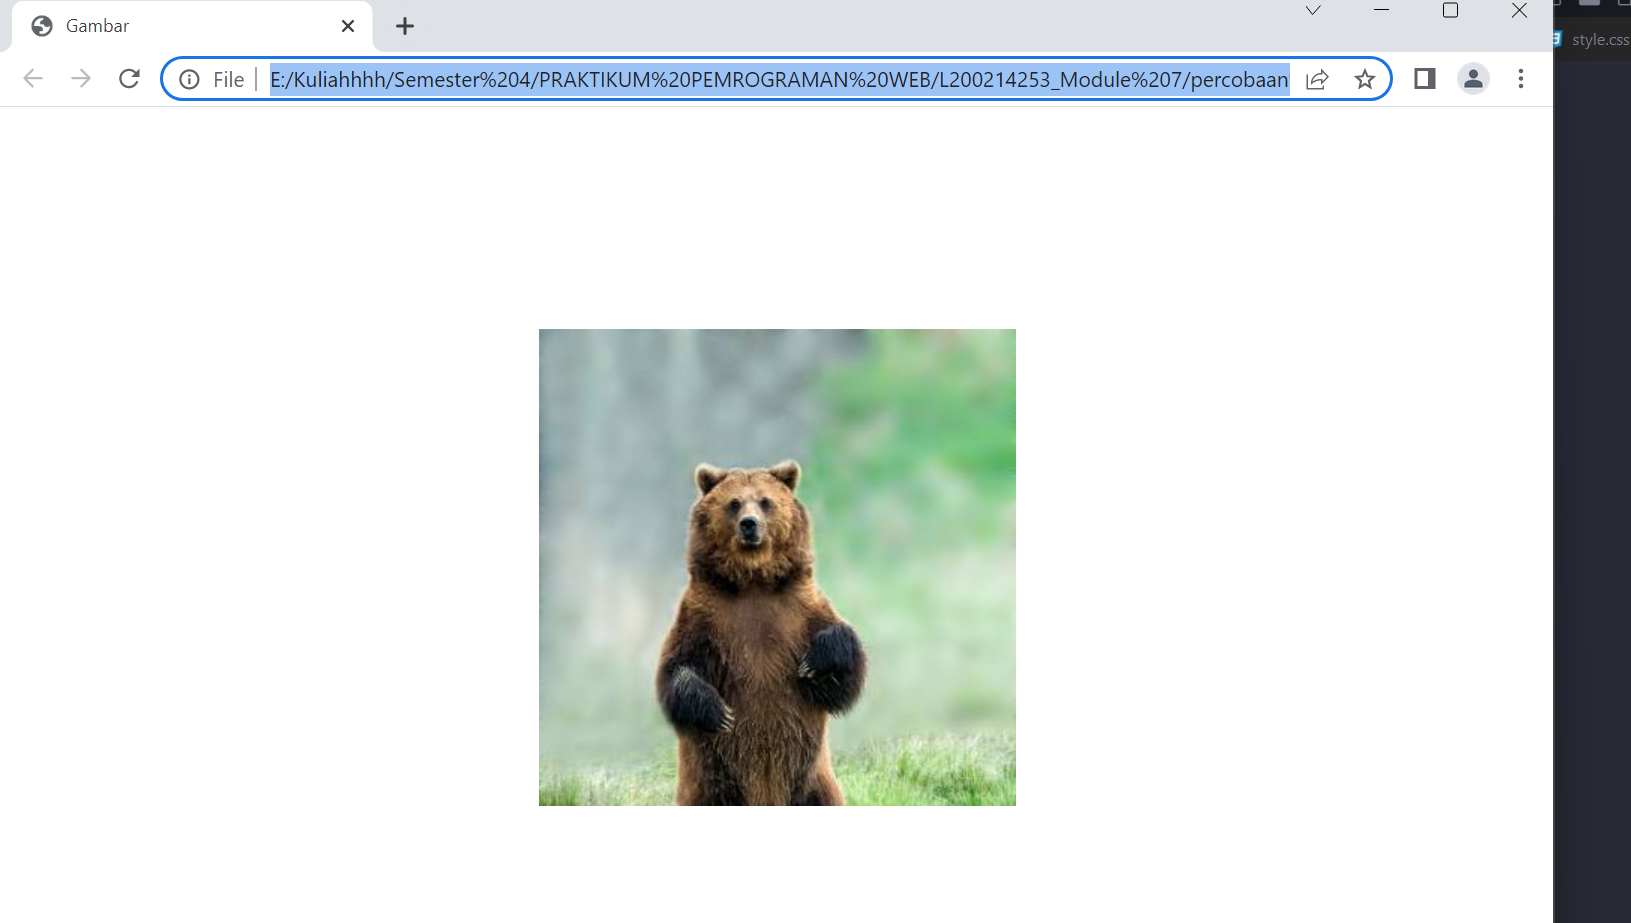 Gambar
style.css
File
E:/Kuliahhhh/Semester%204/PRAKTIKUM%20PEMROGRAMAN%20WEB/L200214253_Module%207/percobaan